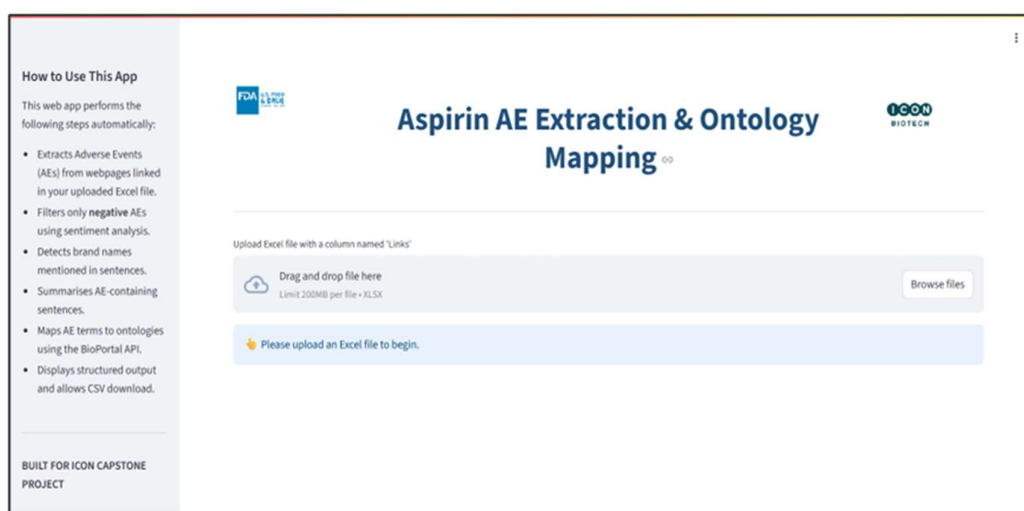 How to Use This App
This web app performs the
following steps automatically:
Extracts Adverse Events
(AEs) from webpages linked
in your uploaded Excel file.
Filters only negative AEs
using sentiment analysis.
Detects brand names
mentioned in sentences.
Summarises AE-containing
sentences.
Maps AE terms to ontologies
using the BioPortal API.
Displays structured output
and allows CSV download.
BUILT FOR ICON CAPSTONE
PROJECT
FDA U.S. FOOD
& DRUG
Aspirin AE Extraction & Ontology
Mapping
ICON
BIOTECH
Upload Excel file with a column named 'Links'
Drag and drop file here
Limit 200MB per file • XLSX
Browse files
Please upload an Excel file to begin.